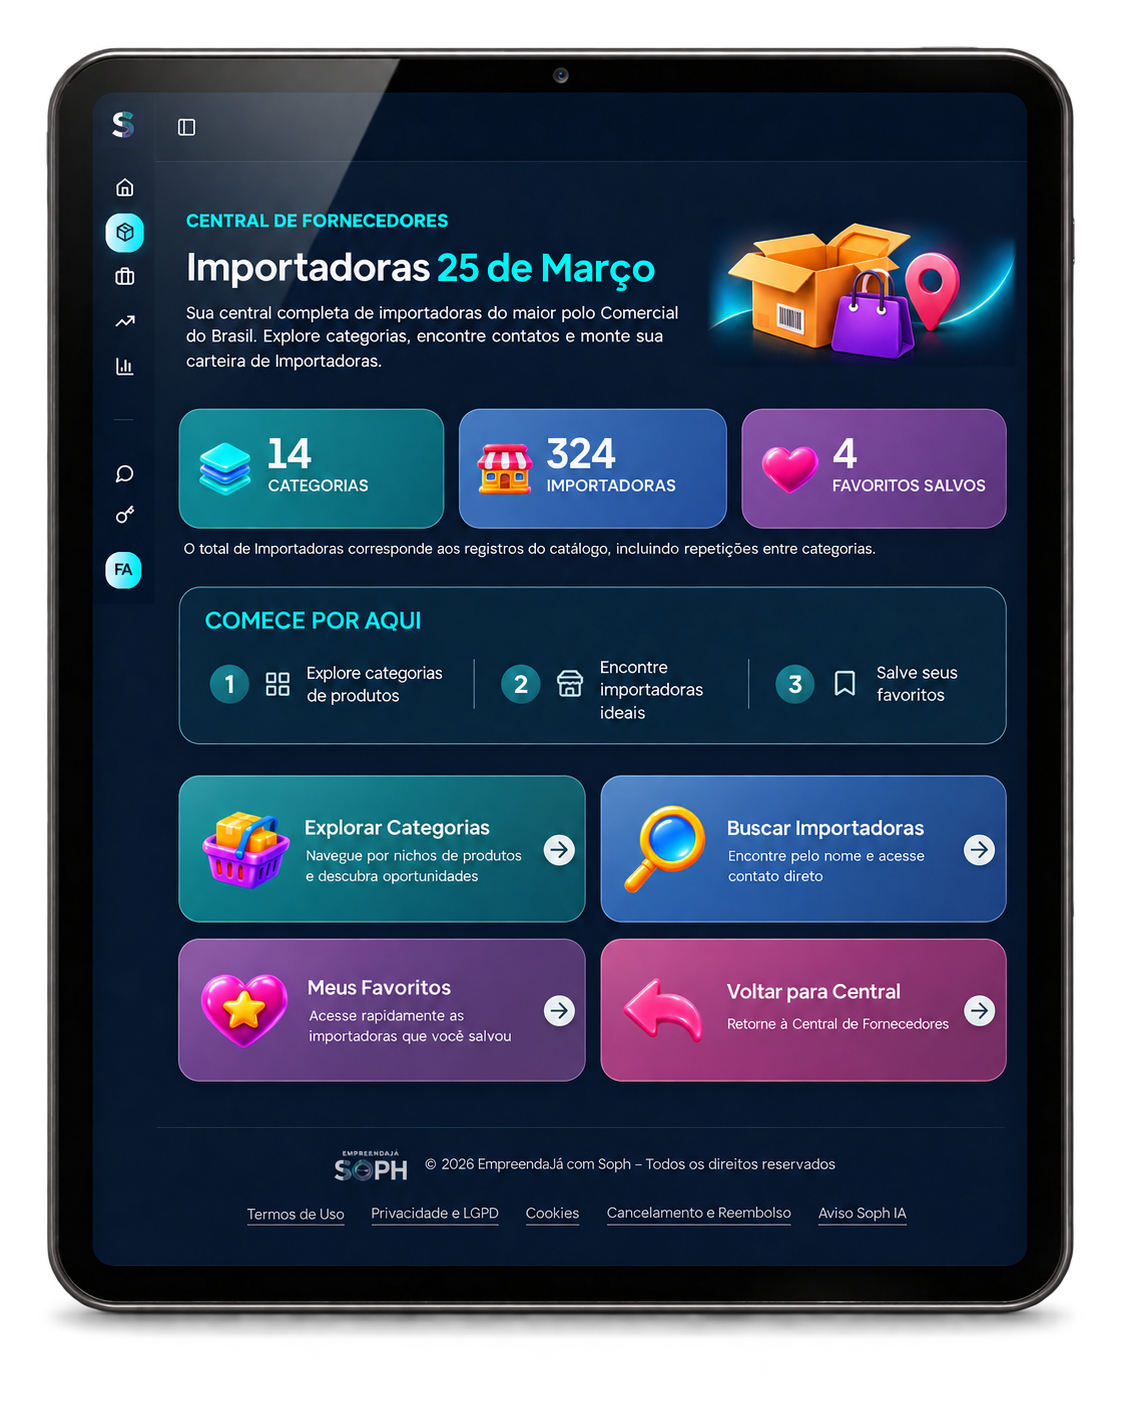 S
CENTRAL DE FORNECEDORES
Importadoras 25 de Março
Sua central completa de importadoras do maior polo Comercial
do Brasil. Explore categorias, encontre contatos e monte sua
carteira de Importadoras.
14
CATEGORIAS
324
IMPORTADORAS
4
FAVORITOS SALVOS
O total de Importadoras corresponde aos registros do catálogo, incluindo repetições entre categorias.
FA
COMECE POR AQUI
1
Explore categorias
de produtos
2
Encontre
importadoras
ideais
3
Salve seus
favoritos
Explorar Categorias
Navegue por nichos de produtos
e descubra oportunidades
Buscar Importadoras
Encontre pelo nome e acesse
contato direto
Meus Favoritos
Acesse rapidamente as
importadoras que você salvou
Voltar para Central
Retorne à Central de Fornecedores
EMPREENDAJÁ
SOPH
© 2026 EmpreendaJá com Soph – Todos os direitos reservados
Termos de Uso
Privacidade e LGPD
Cookies
Cancelamento e Reembolso
Aviso Soph IA